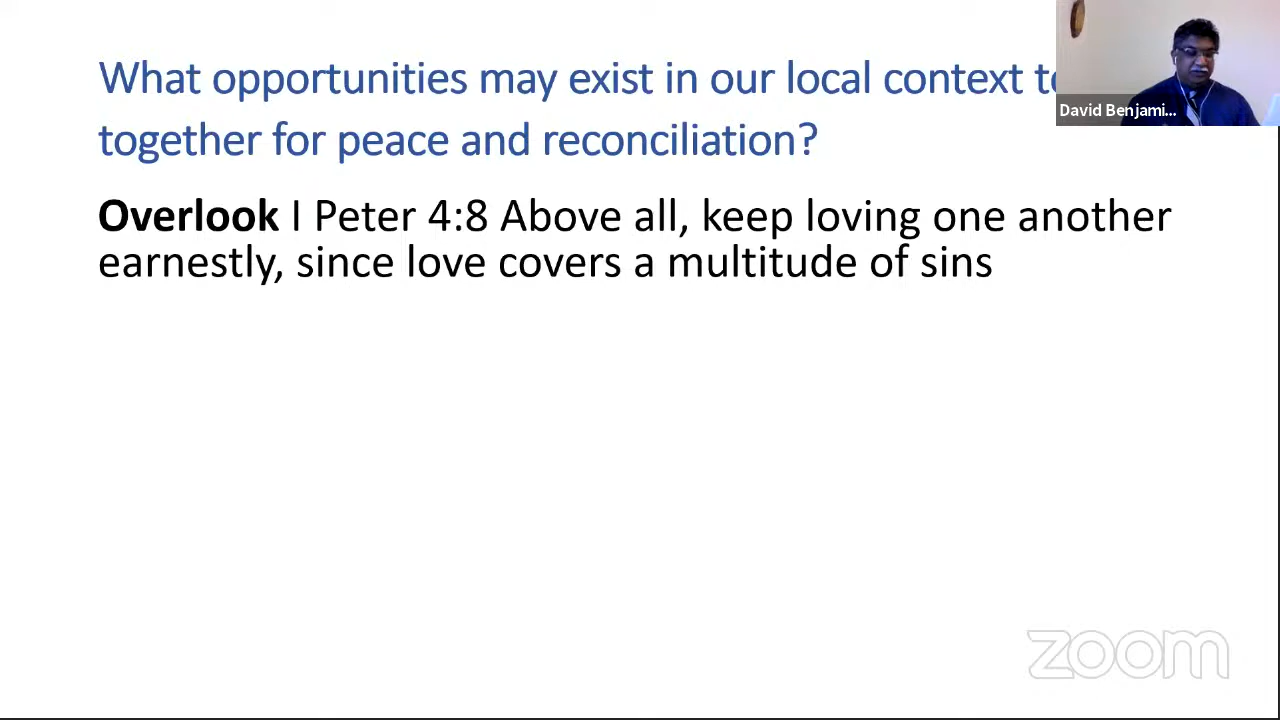 What opportunities may exist in our local context
together for peace and reconciliation?
Overlook I Peter 4:8 Above all, keep loving one another
earnestly, since love covers a multitude of sins
David Benjami...
zoom